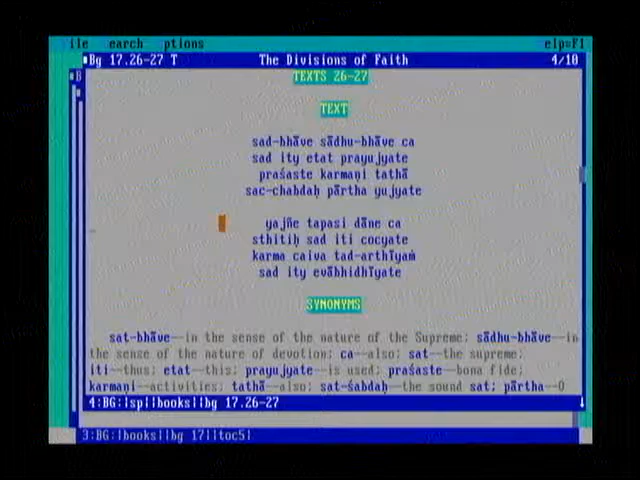 ile earch ptions elp=F1
Bg 17.26-27 T The Divisions of Faith 4/10
B
TEXTS 26-27
TEXT
sad-bhāve sādhu-bhāve ca
sad ity etat prayujyate
praśaste karmaṇi tathā
sac-chabdaḥ pārtha yujyate
yajñe tapasi dāne ca
sthitiḥ sad iti cocyate
karma caiva tad-arthīyaṁ
sad ity evābhidhīyate
SYNONYMS
sat-bhāve--in the sense of the nature of the Supreme; sādhu-bhāve--in
the sense of the nature of devotion; ca--also; sat--the supreme;
iti--thus; etat--this; prayujyate--is used; praśaste--bona fide;
karmaṇi--activities; tathā--also; sat-śabdaḥ--the sound sat; pārtha--O
4:BG:|sp||books||bg 17.26-27
3:BG:|books||bg 17||toc5|